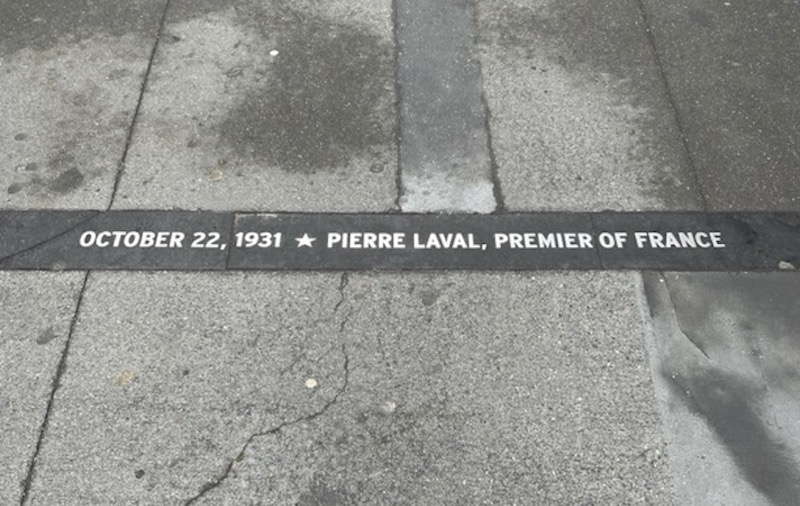 OCTOBER 22, 1931 ★ PIERRE LAVAL, PREMIER OF FRANCE